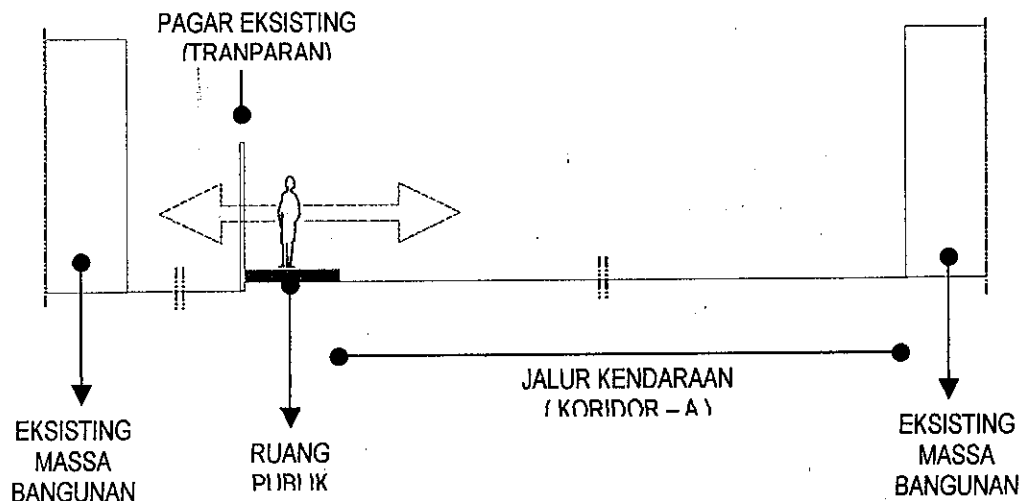 PAGAR EKSISTING
(TRANPARAN)
JALUR KENDARAAN
( KORIDOR – A )
EKSISTING
MASSA
BANGUNAN
RUANG
PUBLIK
EKSISTING
MASSA
BANGUNAN